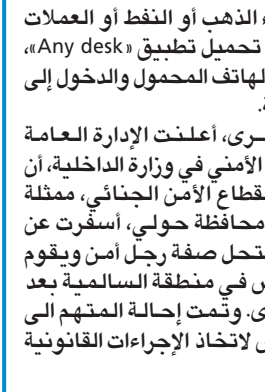 ء الذهب أو النفط أو العملات
تحميل تطبيق «Any desk»،
لهاتف المحمول والدخول إلى
ـرى، أعلنت الإدارة العامة
الأمني في وزارة الداخلية، أن
قطاع الأمن الجنائي، ممثلة
محافظة حولي، أسفرت عن
تحل صفة رجل أمن ويقوم
ى في منطقة السالمية بعد
ى. وتمت إحالة المتهم الى
ى لاتخاذ الإجراءات القانونية